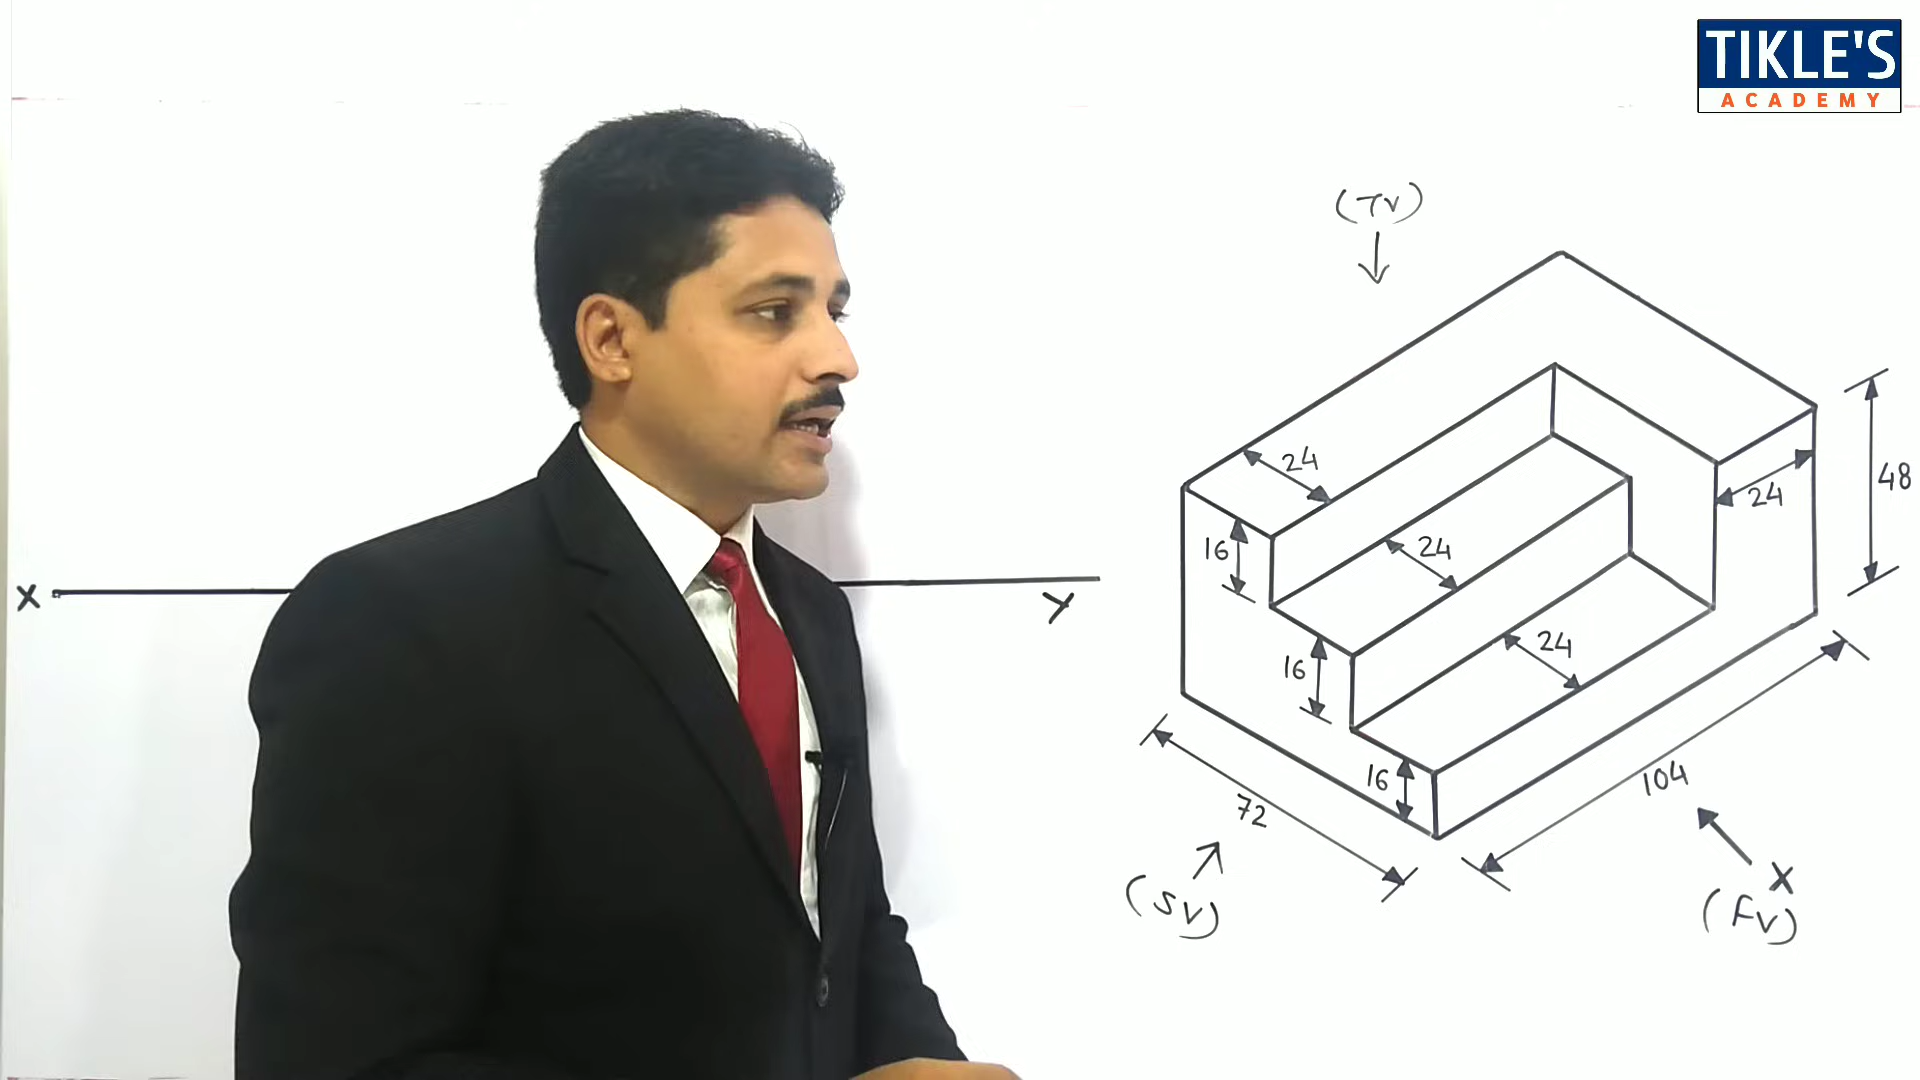 TIKLE'S
ACADEMY
(TV)
24
24
48
16
24
16
24
16
72
104
X
Y
X
(SV)
(FV)